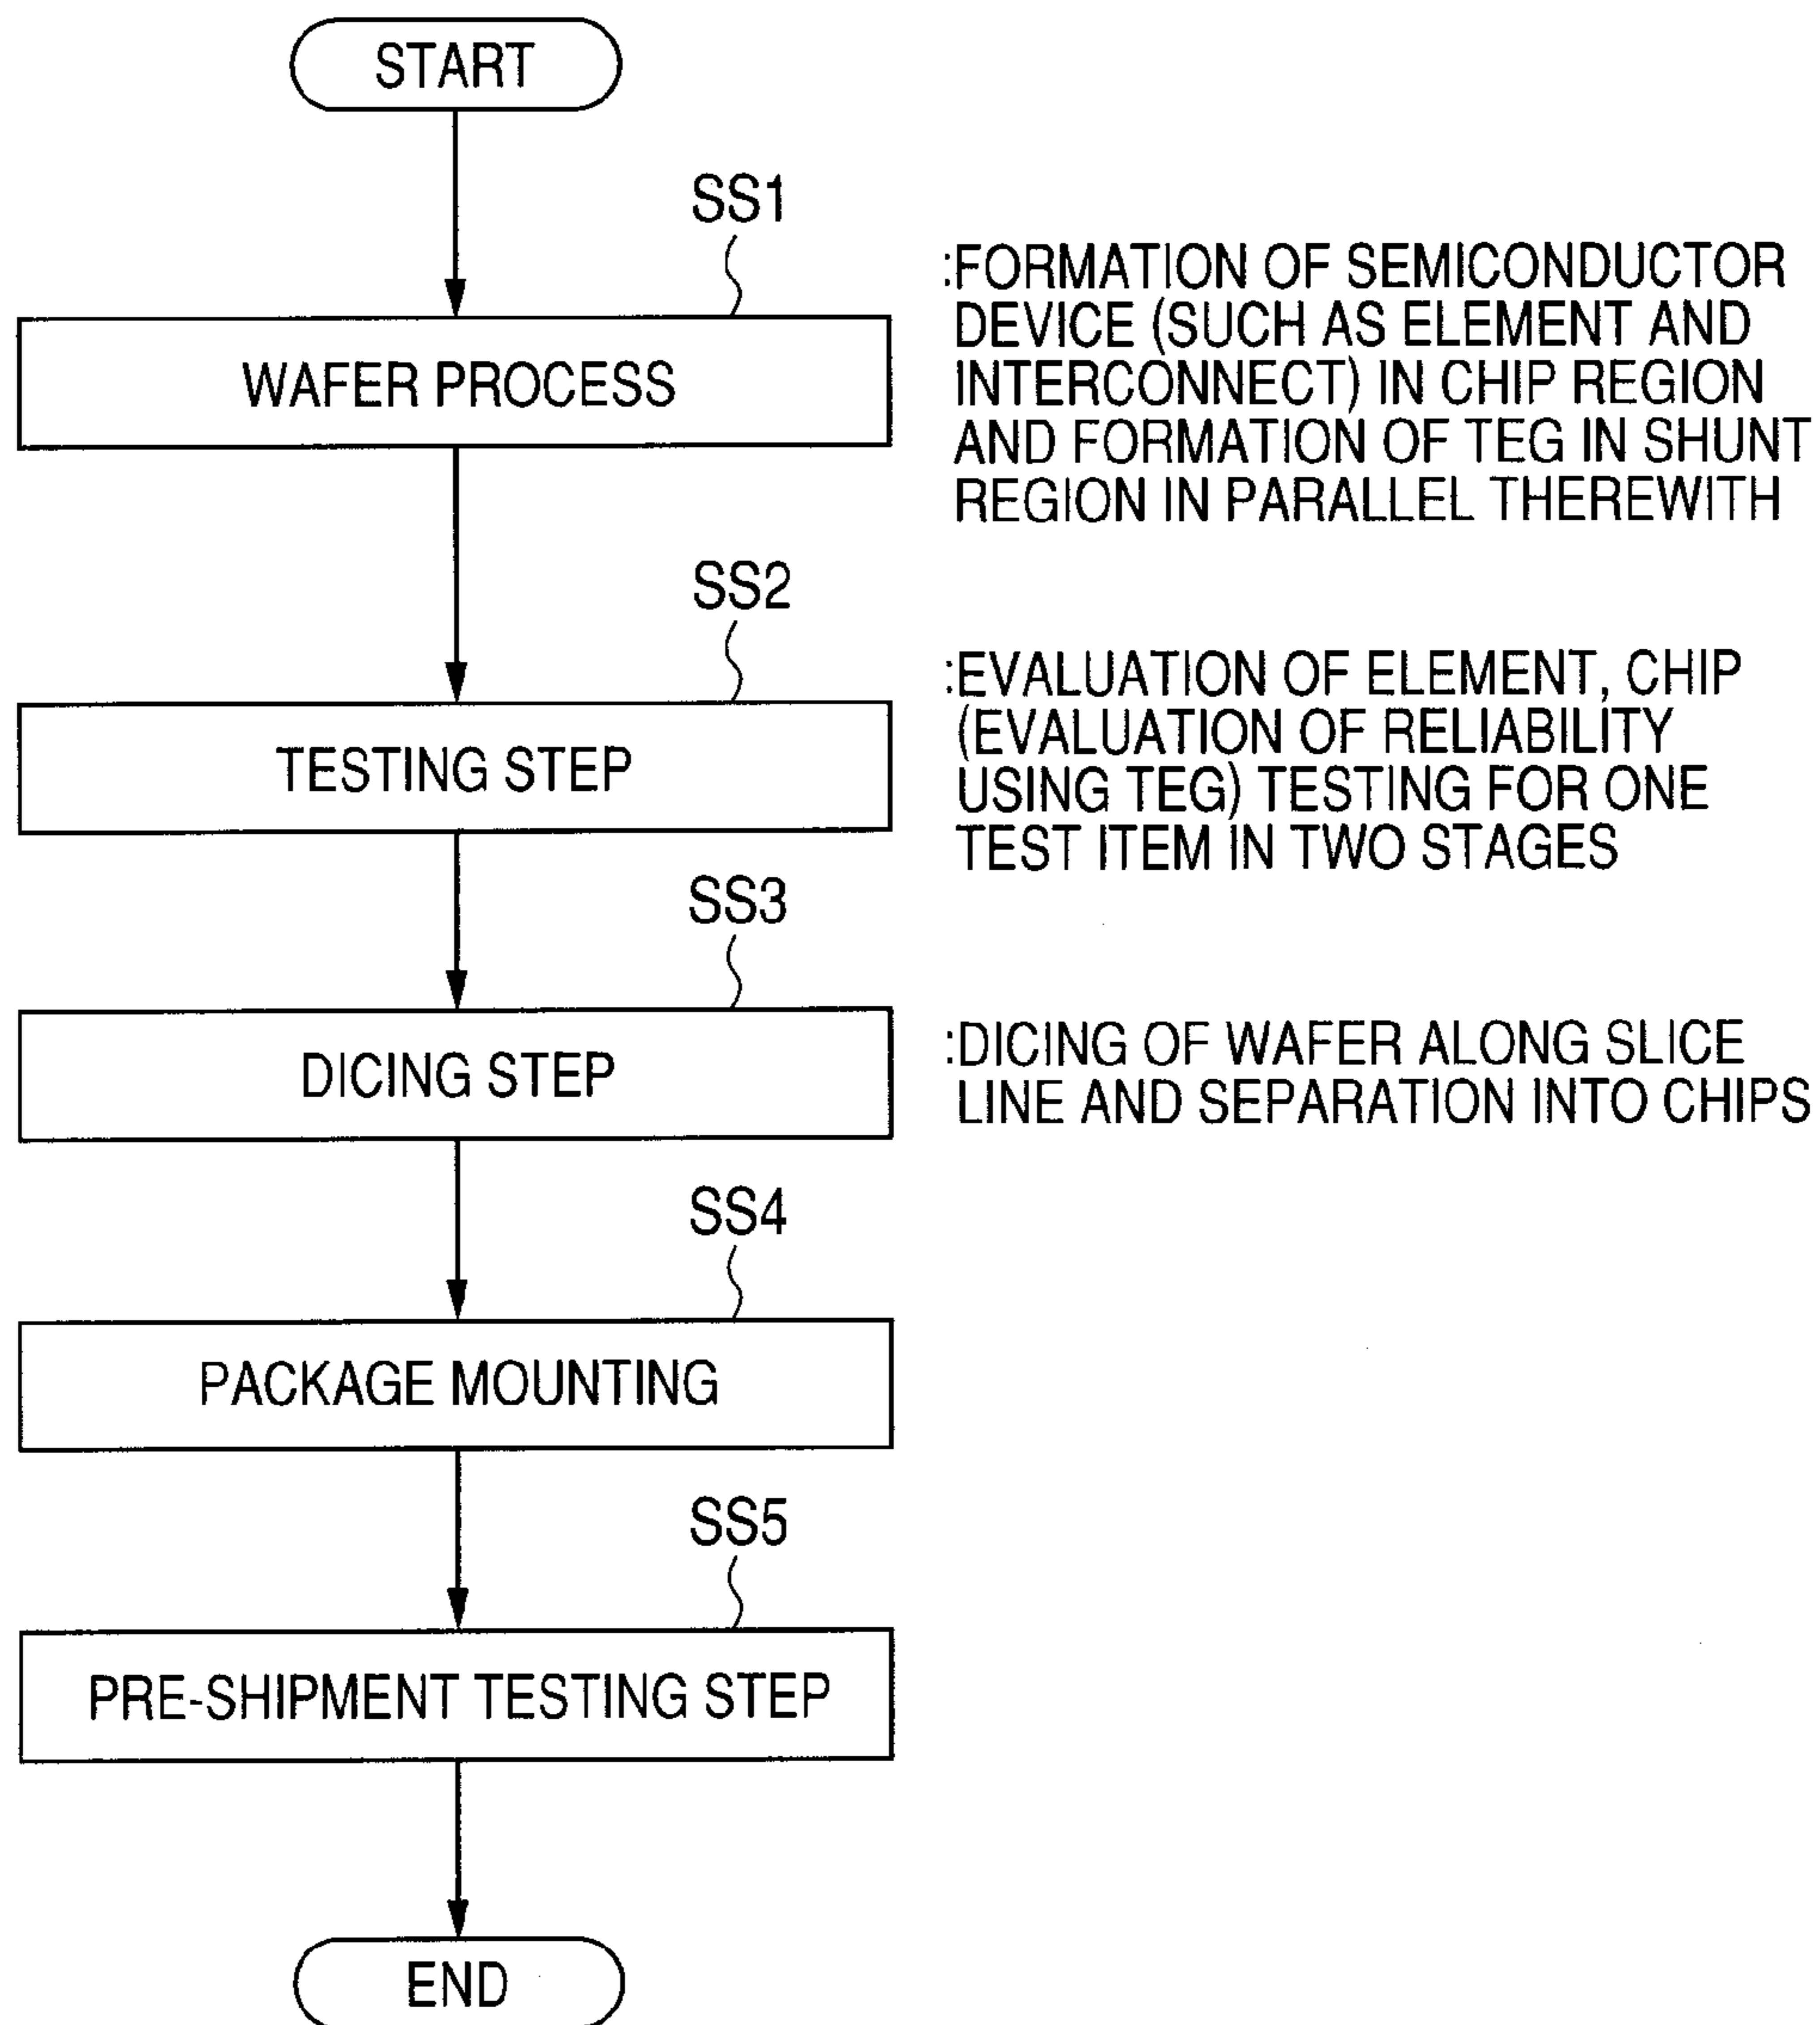 START
SS1
WAFER PROCESS
:FORMATION OF SEMICONDUCTOR
DEVICE (SUCH AS ELEMENT AND
INTERCONNECT) IN CHIP REGION
AND FORMATION OF TEG IN SHUNT
REGION IN PARALLEL THEREWITH
SS2
TESTING STEP
:EVALUATION OF ELEMENT, CHIP
(EVALUATION OF RELIABILITY
USING TEG) TESTING FOR ONE
TEST ITEM IN TWO STAGES
SS3
DICING STEP
:DICING OF WAFER ALONG SLICE
LINE AND SEPARATION INTO CHIPS
SS4
PACKAGE MOUNTING
SS5
PRE-SHIPMENT TESTING STEP
END